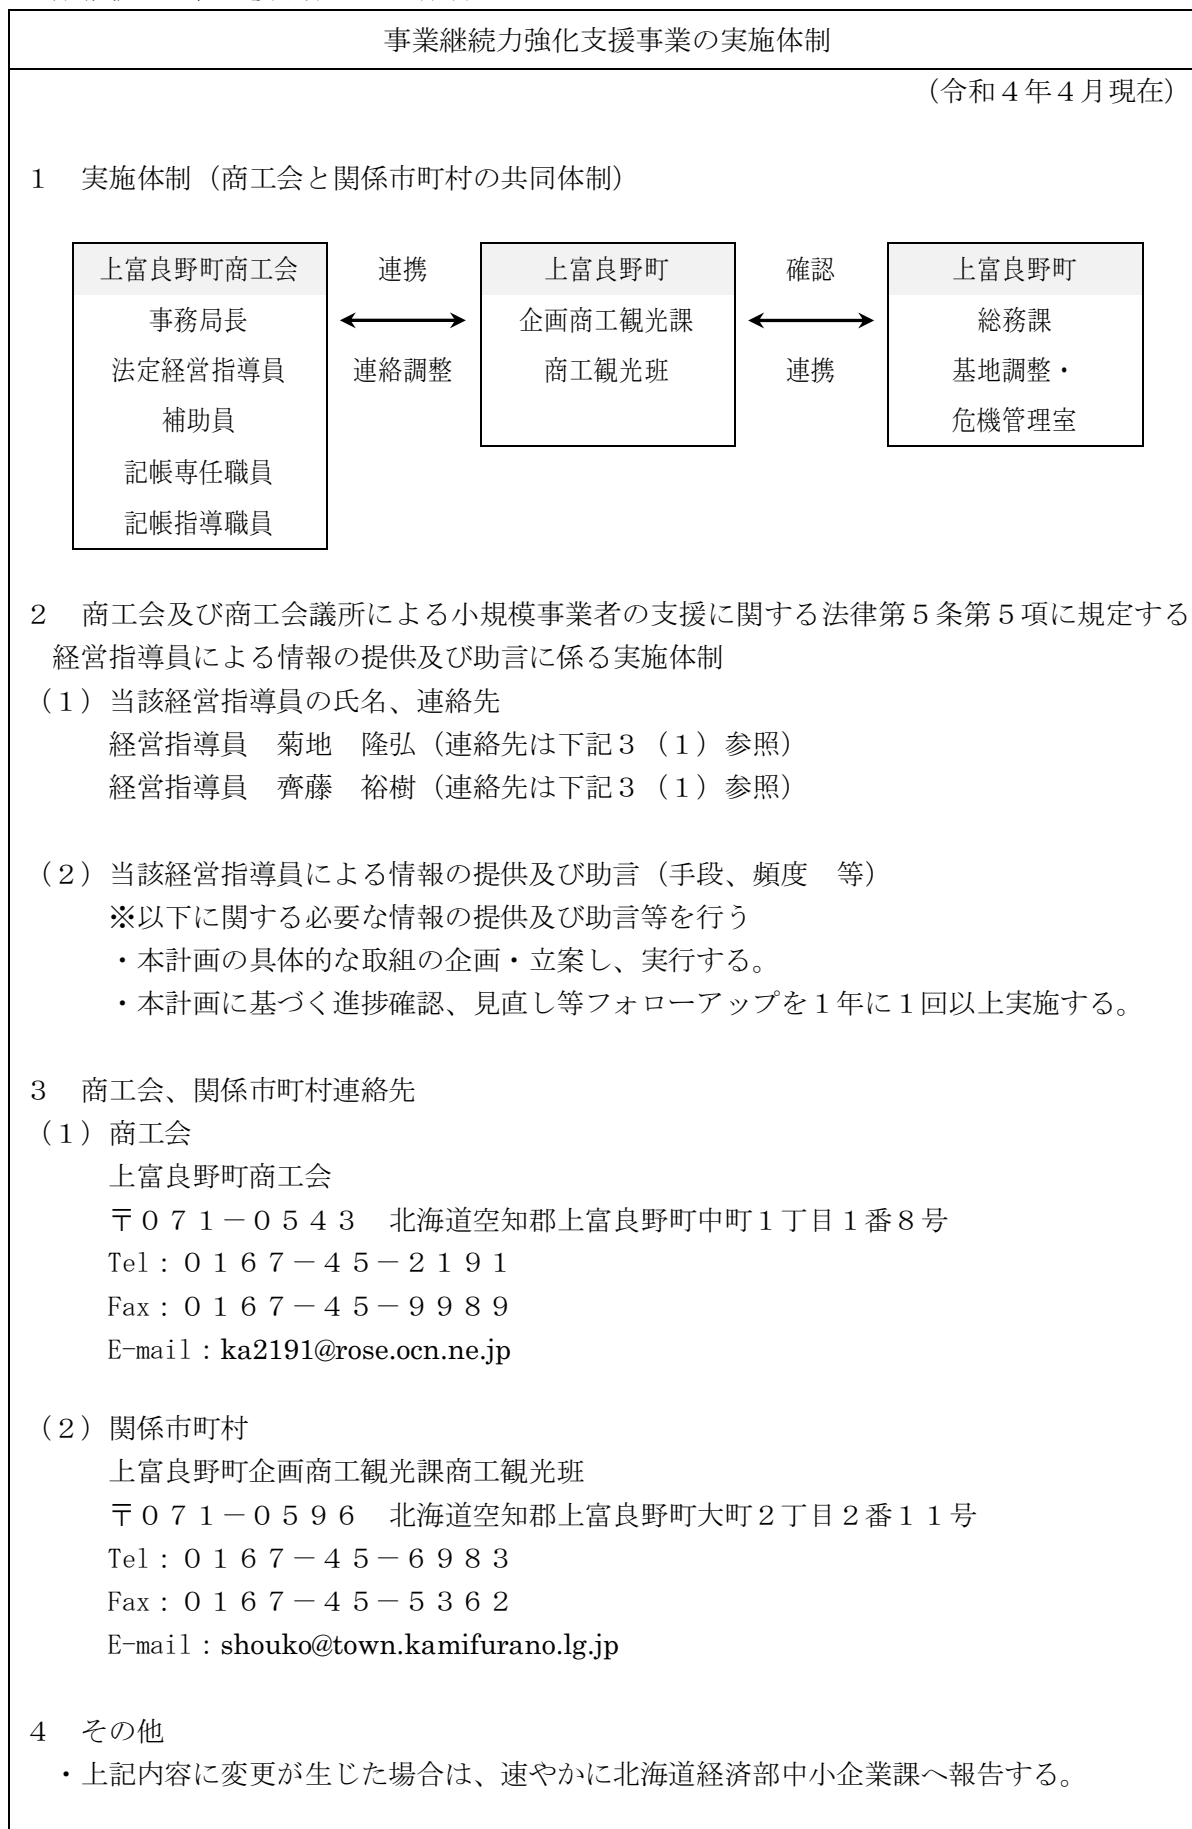 事業継続力強化支援事業の実施体制
（令和４年４月現在）
１　実施体制（商工会と関係市町村の共同体制）
上富良野町商工会　連携　上富良野町　確認　上富良野町
事務局長　企画商工観光課　総務課
法定経営指導員　連絡調整　商工観光班　連携　基地調整・
補助員　危機管理室
記帳専任職員
記帳指導職員
２　商工会及び商工会議所による小規模事業者の支援に関する法律第５条第５項に規定する
経営指導員による情報の提供及び助言に係る実施体制
（１）当該経営指導員の氏名、連絡先
経営指導員　菊地　隆弘（連絡先は下記３（１）参照）
経営指導員　齊藤　裕樹（連絡先は下記３（１）参照）
（２）当該経営指導員による情報の提供及び助言（手段、頻度　等）
※以下に関する必要な情報の提供及び助言等を行う
・本計画の具体的な取組の企画・立案し、実行する。
・本計画に基づく進捗確認、見直し等フォローアップを１年に１回以上実施する。
３　商工会、関係市町村連絡先
（１）商工会
上富良野町商工会
〒０７１－０５４３　北海道空知郡上富良野町中町１丁目１番８号
Tel：０１６７－４５－２１９１
Fax：０１６７－４５－９９８９
E-mail：ka2191@rose.ocn.ne.jp
（２）関係市町村
上富良野町企画商工観光課商工観光班
〒０７１－０５９６　北海道空知郡上富良野町大町２丁目２番１１号
Tel：０１６７－４５－６９８３
Fax：０１６７－４５－５３６２
E-mail：shouko@town.kamifurano.lg.jp
４　その他
・上記内容に変更が生じた場合は、速やかに北海道経済部中小企業課へ報告する。